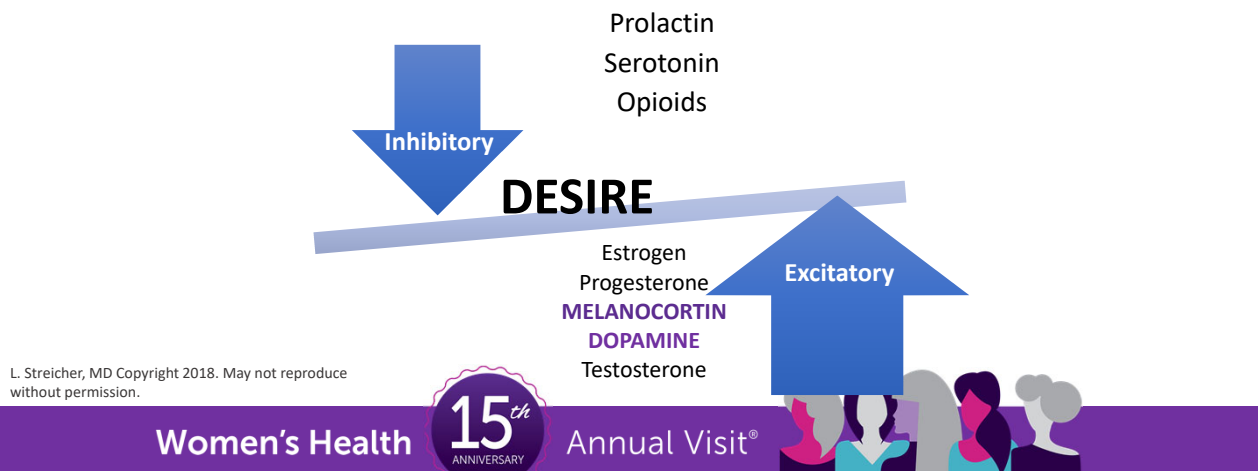 Prolactin
Serotonin
Opioids
Inhibitory
DESIRE
Estrogen
Progesterone
MELANOCORTIN
DOPAMINE
Testosterone
Excitatory
L. Streicher, MD Copyright 2018. May not reproduce
without permission.
Women's Health
15th
ANNIVERSARY
Annual Visit®